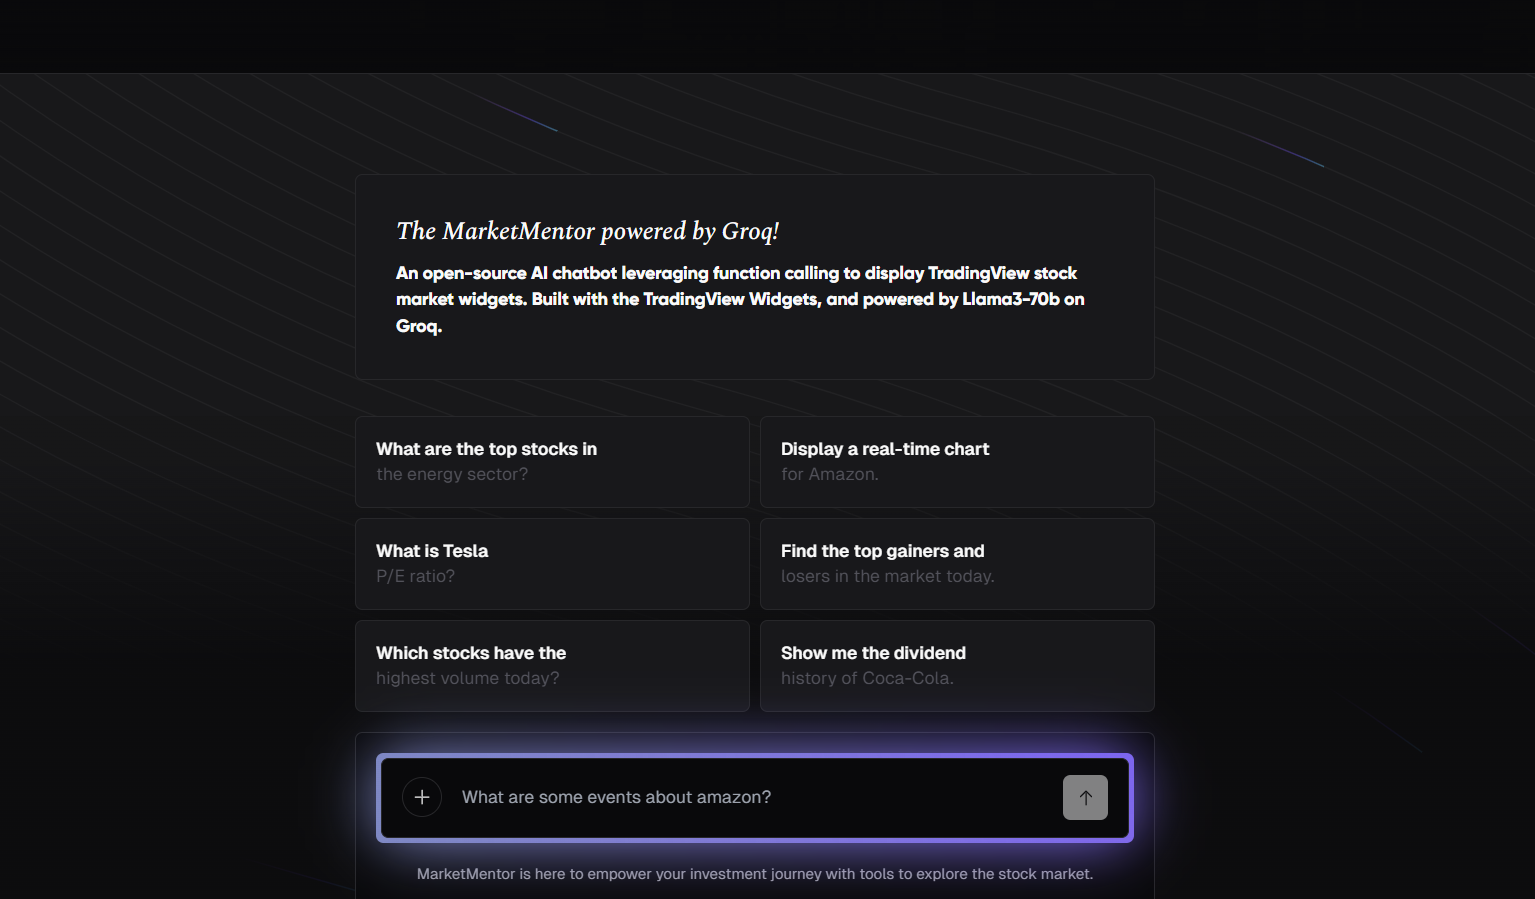 The MarketMentor powered by Groq!
An open-source AI chatbot leveraging function calling to display TradingView stock
market widgets. Built with the TradingView Widgets, and powered by Llama3-70b on
Groq.
What are the top stocks in
the energy sector?
Display a real-time chart
for Amazon.
What is Tesla
P/E ratio?
Find the top gainers and
losers in the market today.
Which stocks have the
highest volume today?
Show me the dividend
history of Coca-Cola.
What are some events about amazon?
MarketMentor is here to empower your investment journey with tools to explore the stock market.